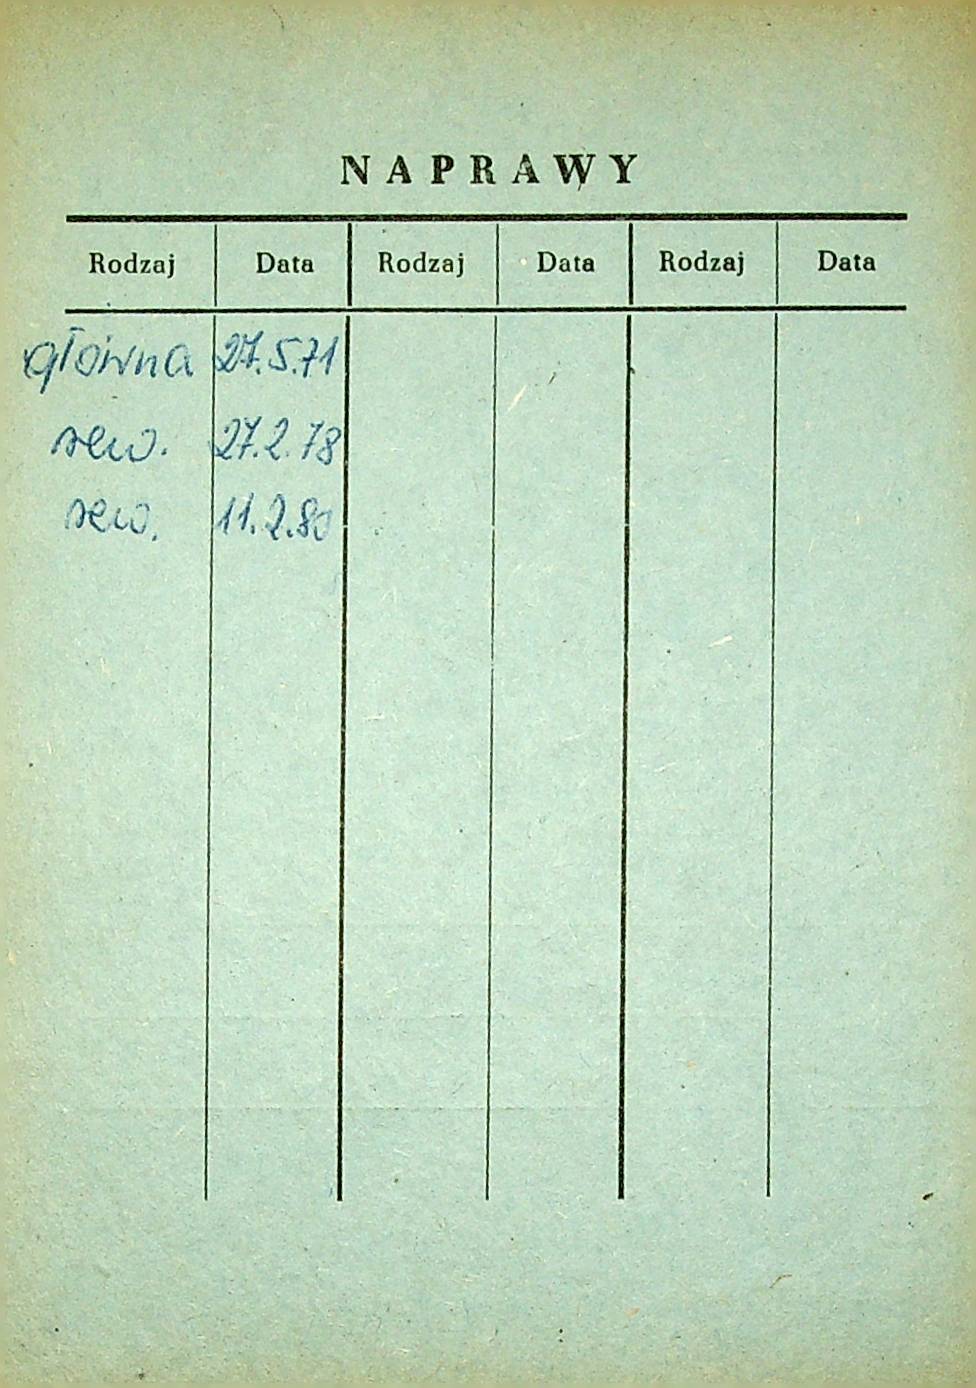 NAPRAWY
Rodzaj Data Rodzaj Data Rodzaj Data
główna 27.5.71
rew. 27.2.78
rew. 11.2.80